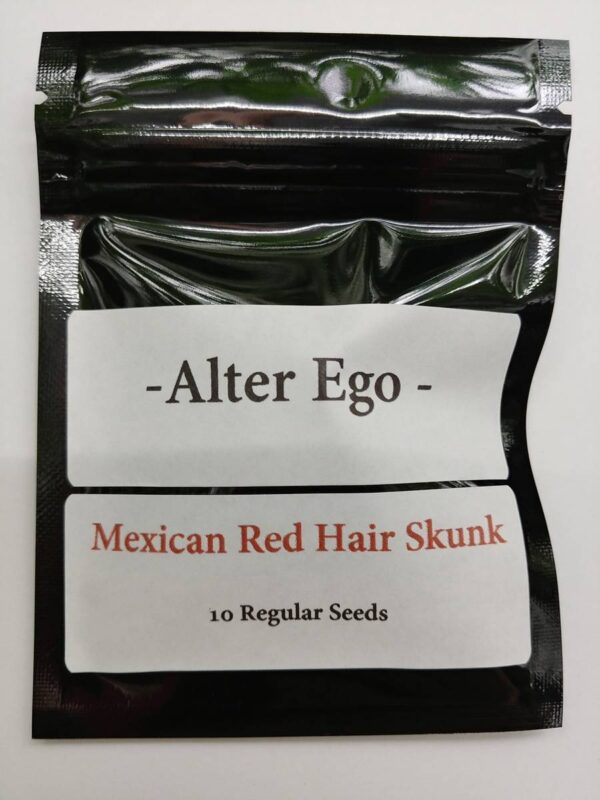 -Alter Ego -
Mexican Red Hair Skunk
10 Regular Seeds